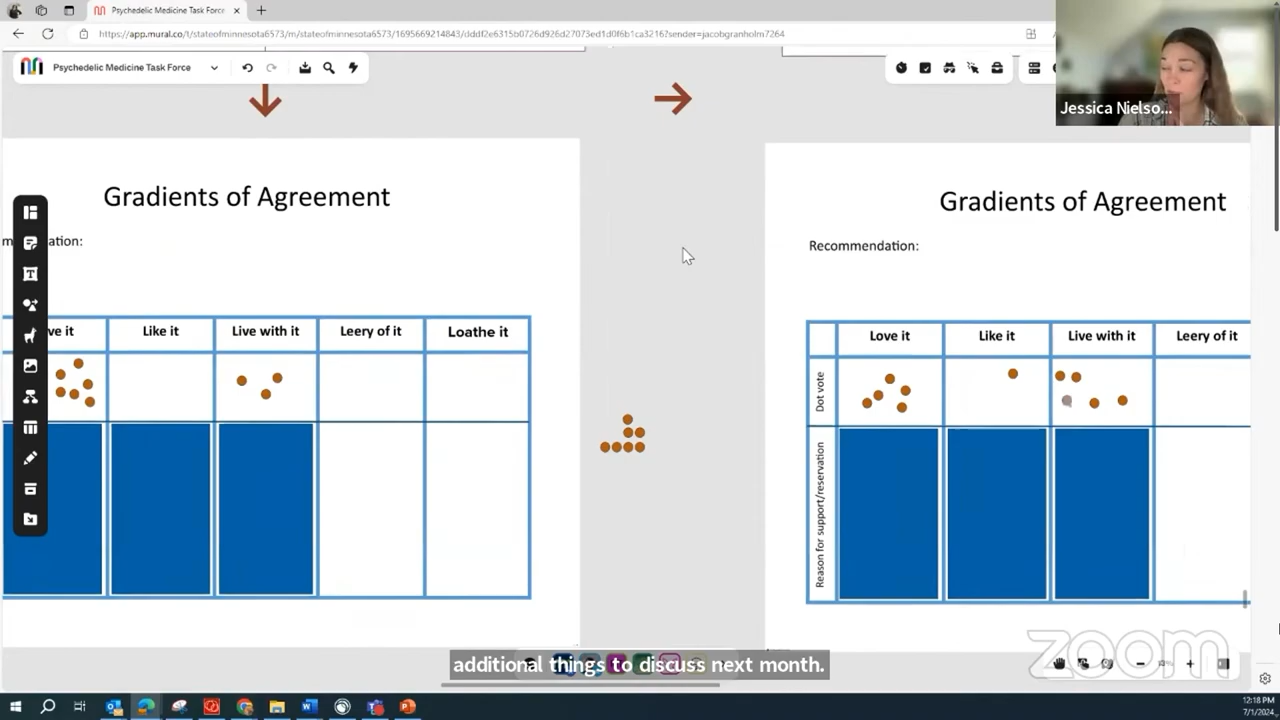 Psychedelic Medicine Task Force
https://app.mural.co/t/stateofminnesota6573/m/stateofminnesota6573/1695669214843/dddf2e6315b0726d926d27073ed1d0f6b1ca3216?sender=jacobgranholm7264
Psychedelic Medicine Task Force
Jessica Nielso...
Gradients of Agreement
ation:
ve it
Like it
Live with it
Leery of it
Loathe it
Gradients of Agreement
Recommendation:
Love it
Like it
Live with it
Leery of it
Dot vote
Reason for support/reservation
additional things to discuss next month.
zoom
12:18 PM
7/1/2024